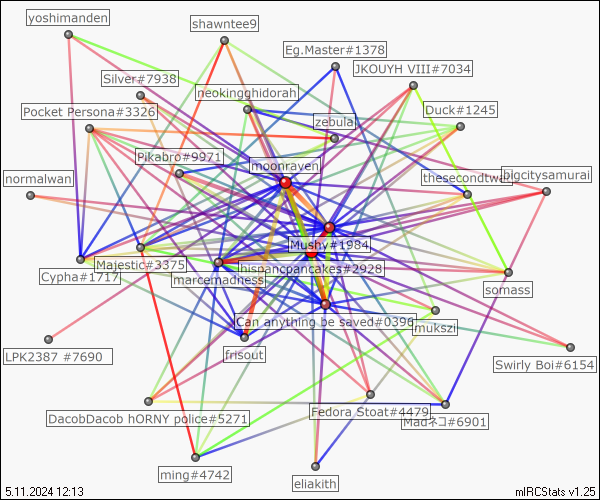 yoshimanden
shawntee9
Eg.Master#1378
JKOUYH VIII#7034
Silver#7938
neokingghidorah
Pocket Persona#3326
Duck#1245
zebula
Pikabro#9971
moonraven
normalwan
bigcitysamurai
Mushy#1984
Cypha#1717
Majestic#3375
hispancpancakes#2928
marcemadness
somass
Can anything be saved#0396
mukszi
frisout
LPK2387 #7690
Swirly Boi#6154
DacobDacob hORNY police#5271
Fedora Stoat#4479
Madネコ#6901
ming#4742
eliakith
5.11.2024 12:13
mIRCStats v1.25